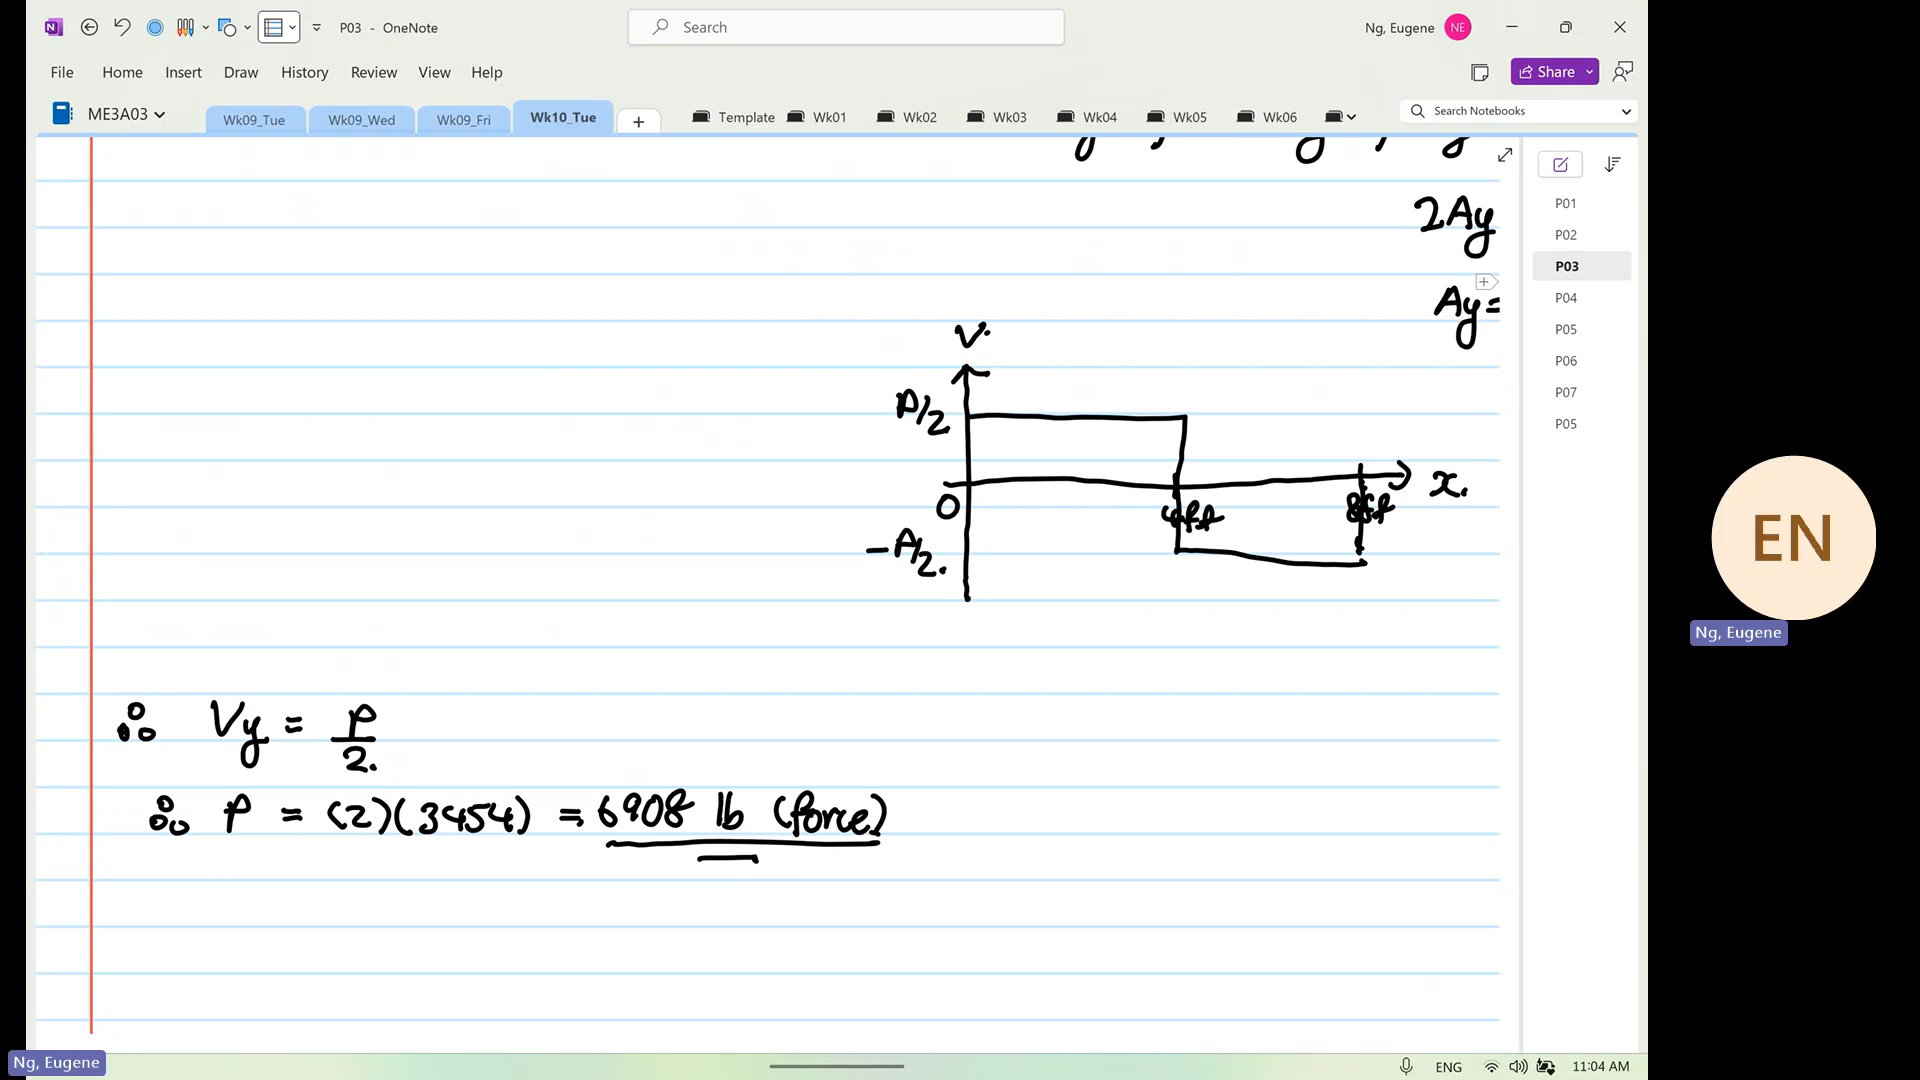 P03 - OneNote
Search
Ng, Eugene
NE
File Home Insert Draw History Review View Help
Share
ME3A03
Wk09_Tue Wk09_Wed Wk09_Fri Wk10_Tue +
Template Wk01 Wk02 Wk03 Wk04 Wk05 Wk06
Search Notebooks
P01
P02
P03
P04
P05
P06
P07
P05
2Ay
Ay=
V.
P/2
0
4ft
8ft
x.
-P/2.
∴ Vy = P/2.
∴ P = (2)(3454) = 6908 lb (force)
EN
Ng, Eugene
Ng, Eugene
ENG
11:04 AM